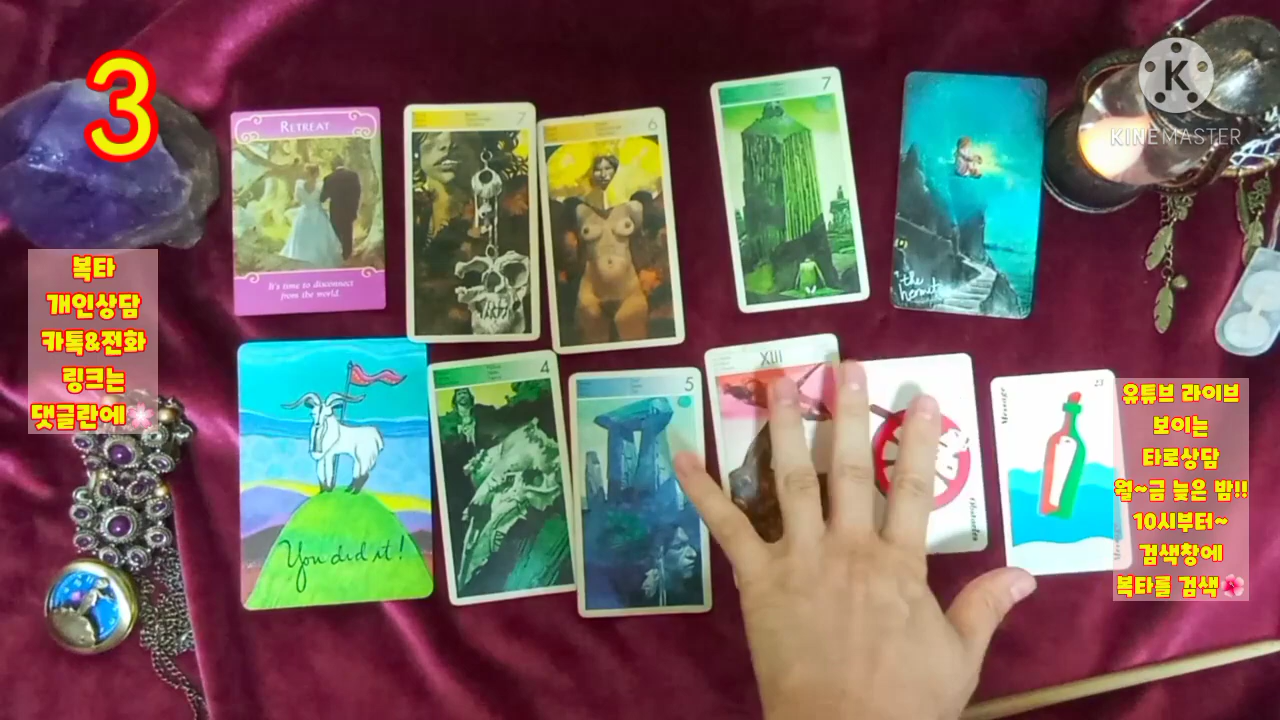 3
복타
개인상담
카톡&전화
링크는
댓글란에🌸
RETREAT
It's time to disconnect
from the world.
7
6
7
the
hermit
K
KINEMASTER
You did it!
4
5
XIII
Obstacles
23
Message
유튜브 라이브
보이는
타로상담
월~금 늦은 밤!!
10시부터~
검색창에
복타를 검색🌺